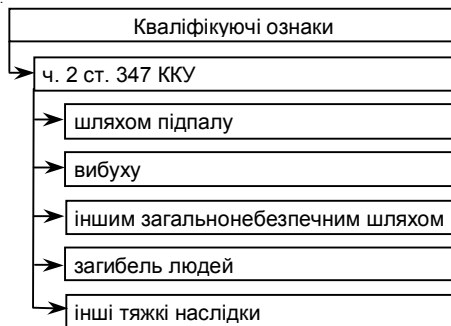 Кваліфікуючі ознаки
ч. 2 ст. 347 ККУ
шляхом підпалу
вибуху
іншим загальнонебезпечним шляхом
загибель людей
інші тяжкі наслідки